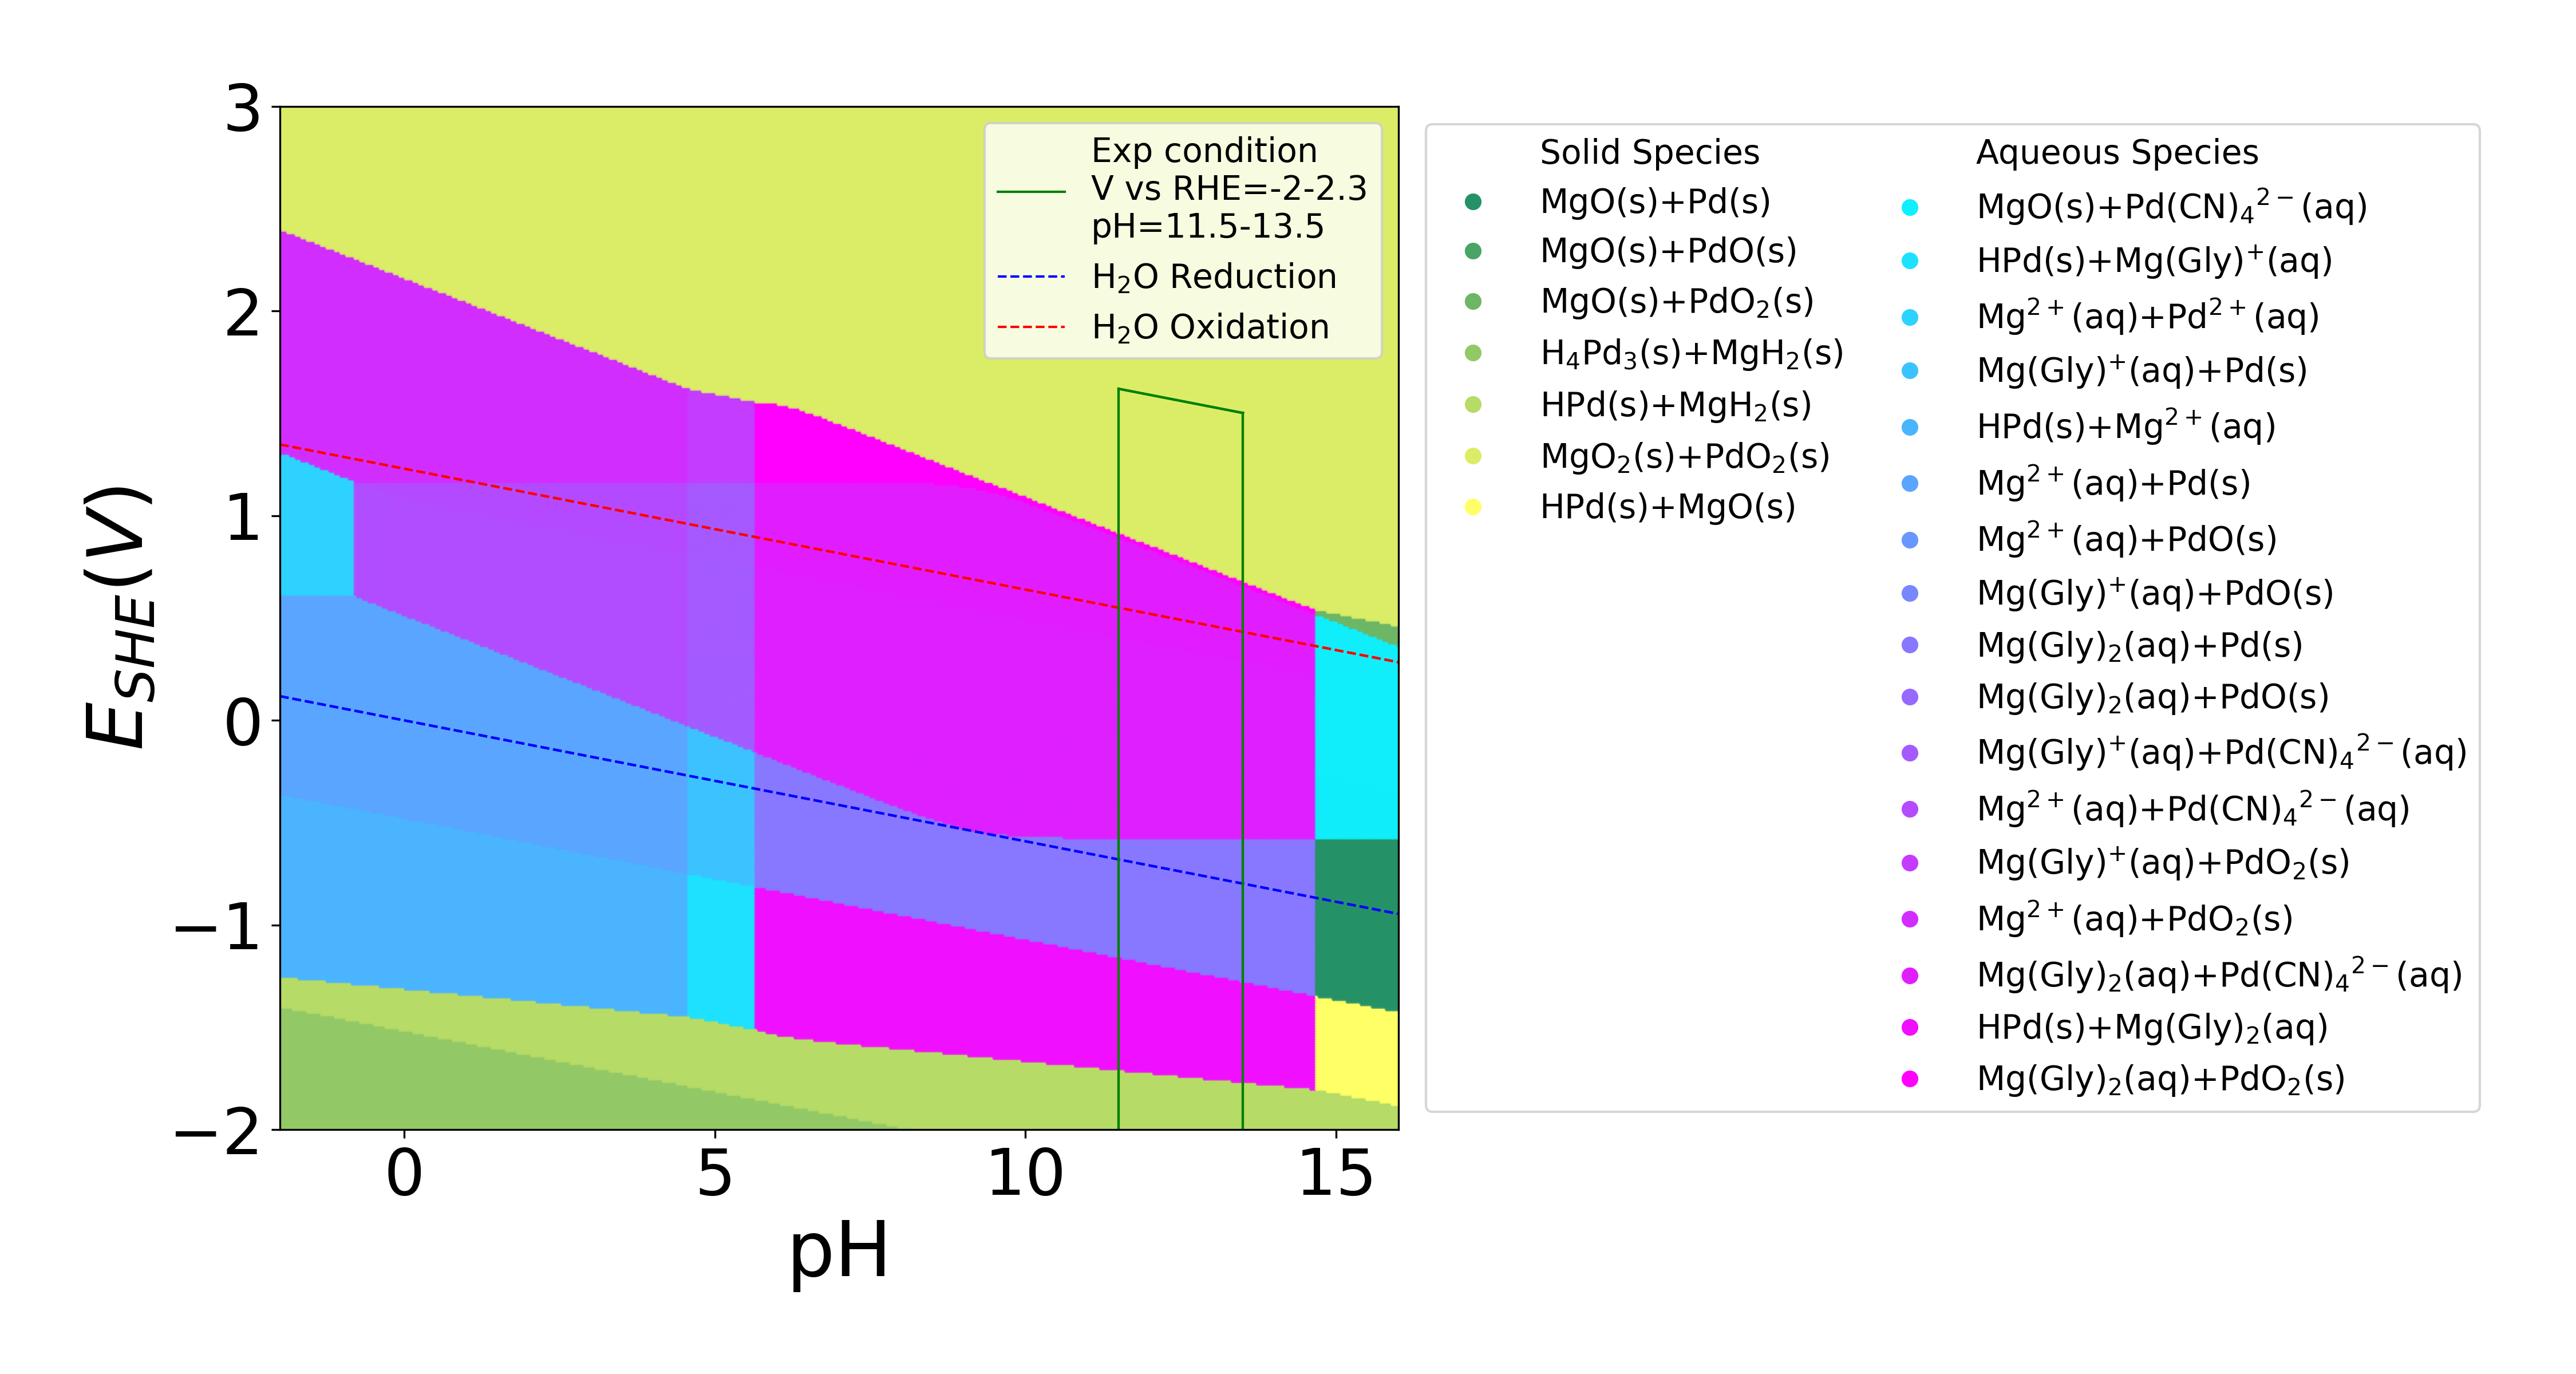 3
2
1
0
−1
−2
E_SHE(V)
0
5
10
15
pH
Exp condition
V vs RHE=-2-2.3
pH=11.5-13.5
H₂O Reduction
H₂O Oxidation
Solid Species
MgO(s)+Pd(s)
MgO(s)+PdO(s)
MgO(s)+PdO₂(s)
H₄Pd₃(s)+MgH₂(s)
HPd(s)+MgH₂(s)
MgO₂(s)+PdO₂(s)
HPd(s)+MgO(s)
Aqueous Species
MgO(s)+Pd(CN)₄²⁻(aq)
HPd(s)+Mg(Gly)⁺(aq)
Mg²⁺(aq)+Pd²⁺(aq)
Mg(Gly)⁺(aq)+Pd(s)
HPd(s)+Mg²⁺(aq)
Mg²⁺(aq)+Pd(s)
Mg²⁺(aq)+PdO(s)
Mg(Gly)⁺(aq)+PdO(s)
Mg(Gly)₂(aq)+Pd(s)
Mg(Gly)₂(aq)+PdO(s)
Mg(Gly)⁺(aq)+Pd(CN)₄²⁻(aq)
Mg²⁺(aq)+Pd(CN)₄²⁻(aq)
Mg(Gly)⁺(aq)+PdO₂(s)
Mg²⁺(aq)+PdO₂(s)
Mg(Gly)₂(aq)+Pd(CN)₄²⁻(aq)
HPd(s)+Mg(Gly)₂(aq)
Mg(Gly)₂(aq)+PdO₂(s)